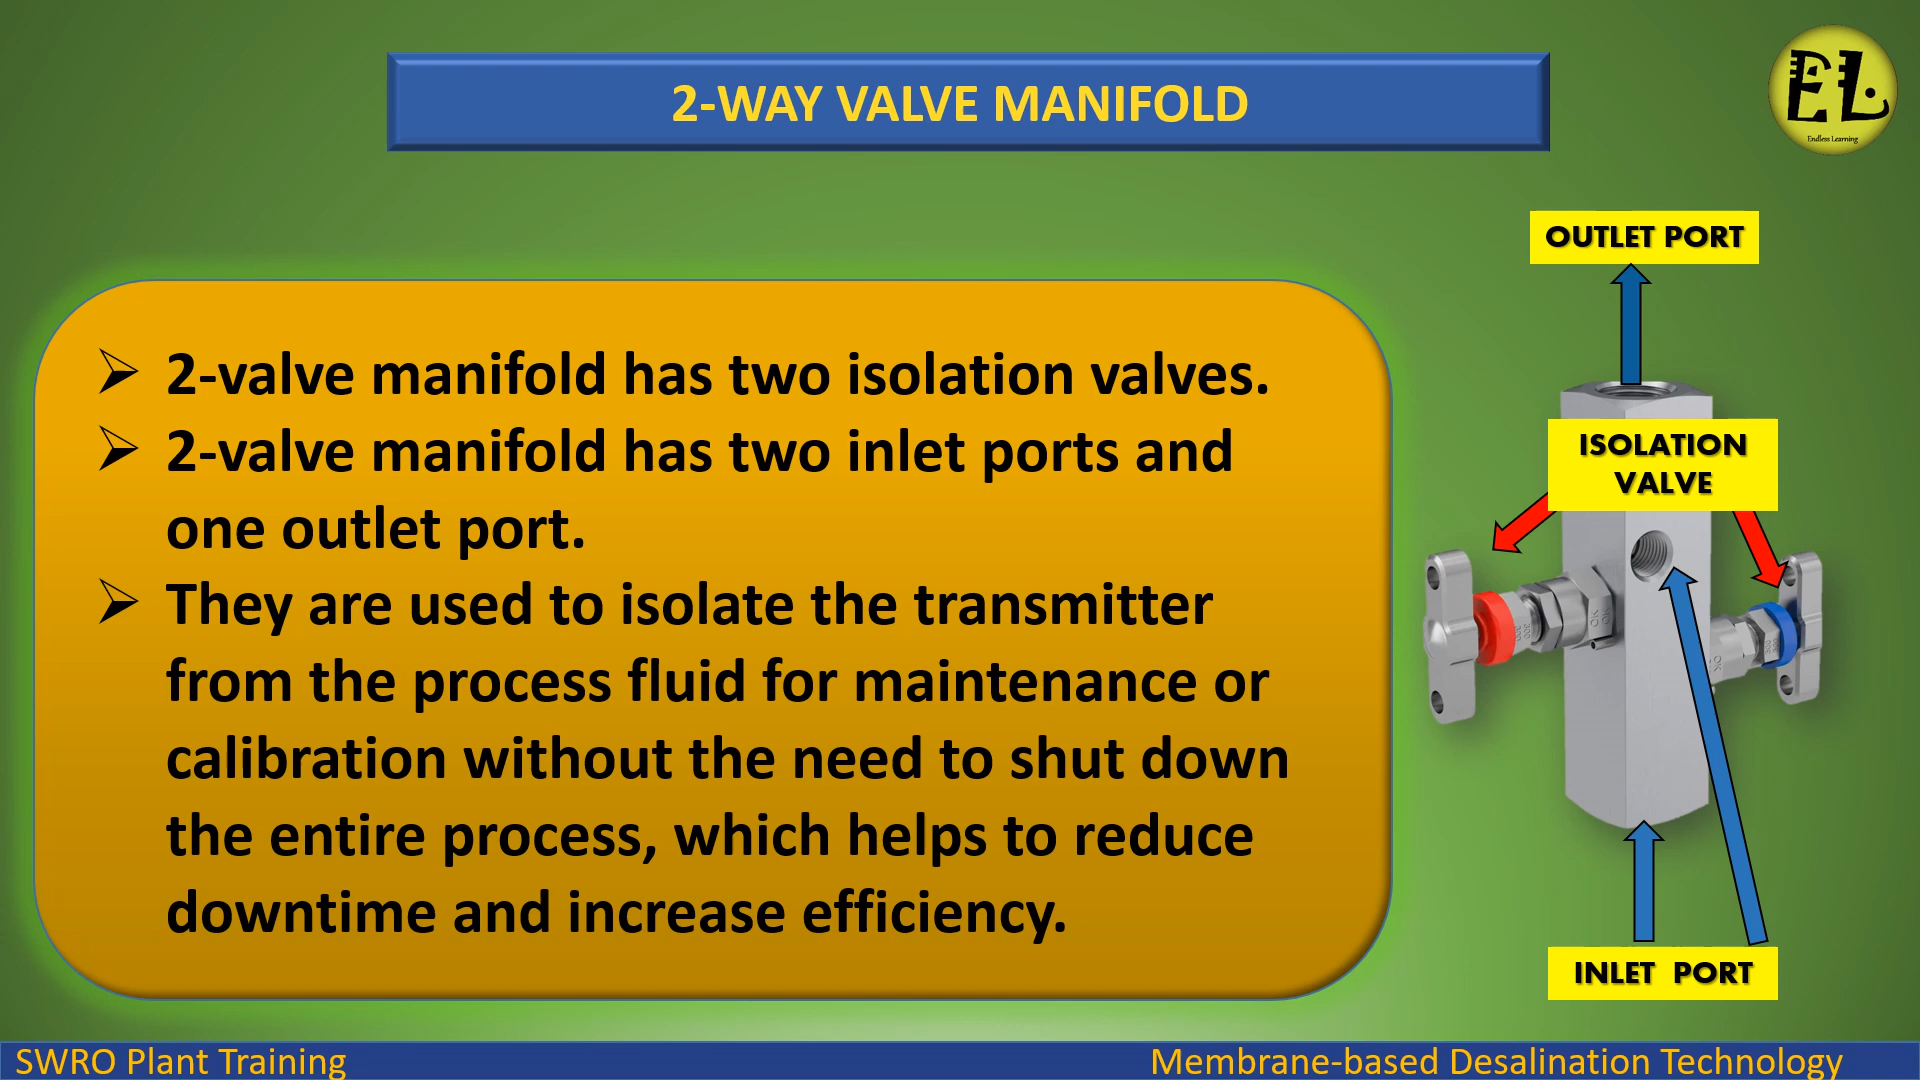 2-WAY VALVE MANIFOLD
EL
Endless Learning
OUTLET PORT
2-valve manifold has two isolation valves.
2-valve manifold has two inlet ports and
one outlet port.
They are used to isolate the transmitter
from the process fluid for maintenance or
calibration without the need to shut down
the entire process, which helps to reduce
downtime and increase efficiency.
ISOLATION
VALVE
INLET PORT
SWRO Plant Training
Membrane-based Desalination Technology